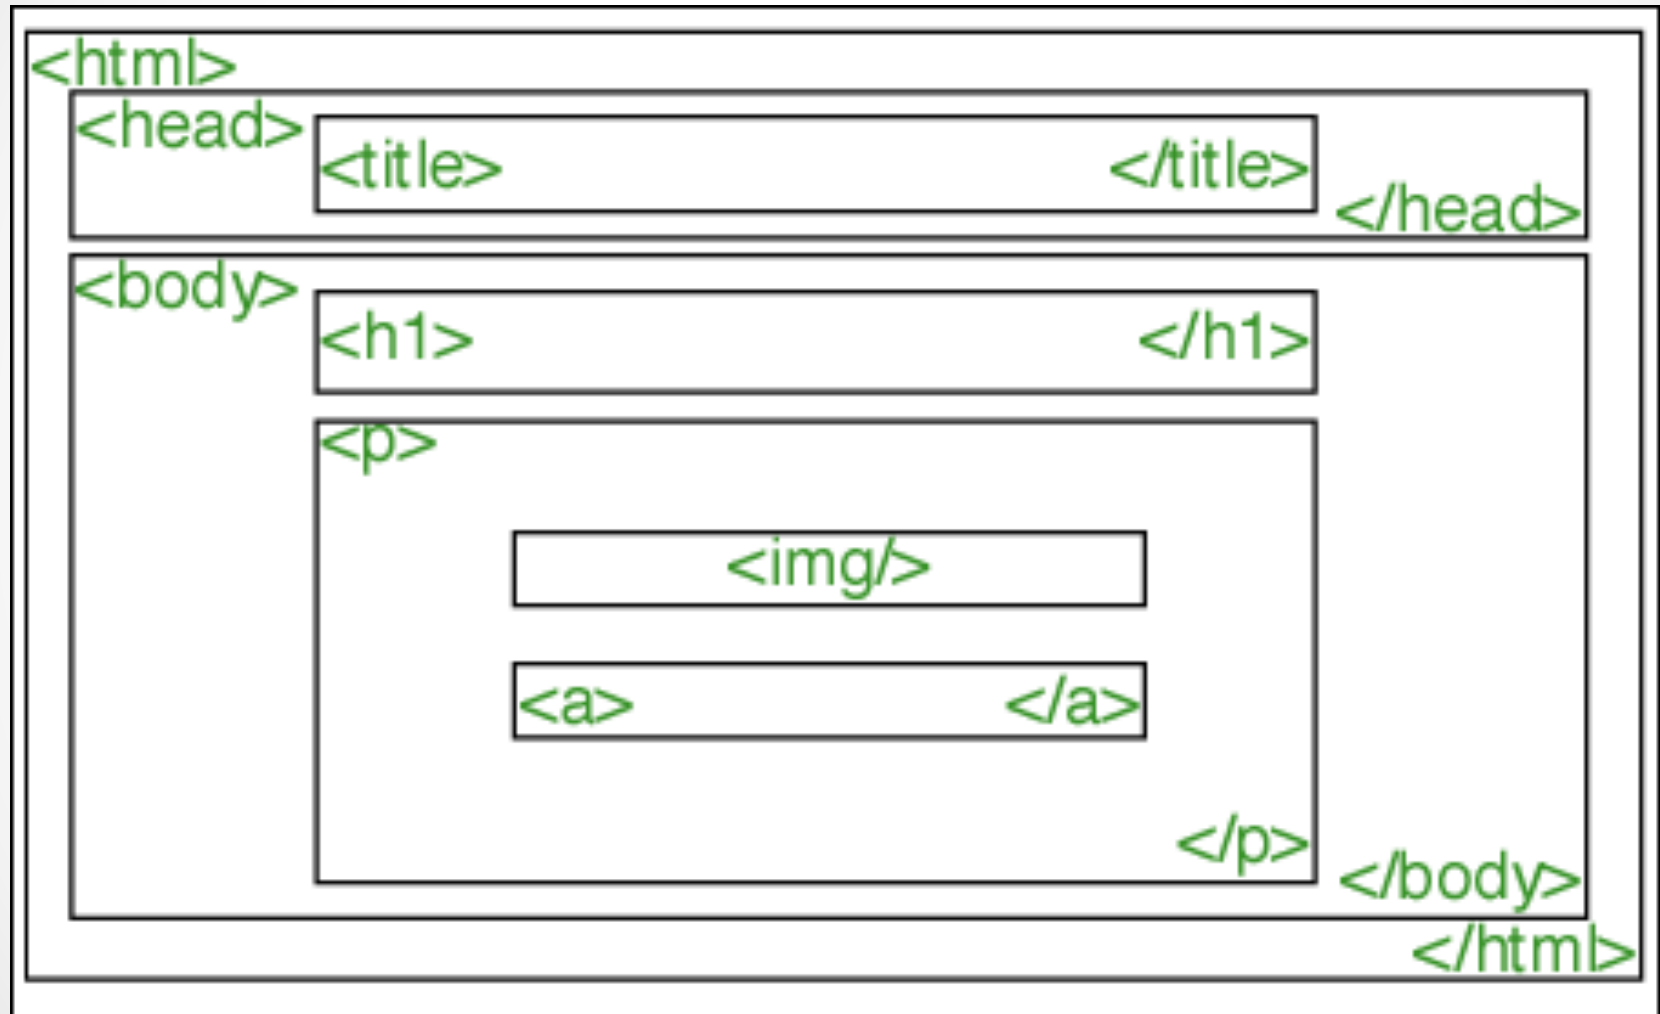 <html>
<head>
<title> </title>
</head>
<body>
<h1> </h1>
<p>
<img/>
<a> </a>
</p>
</body>
</html>